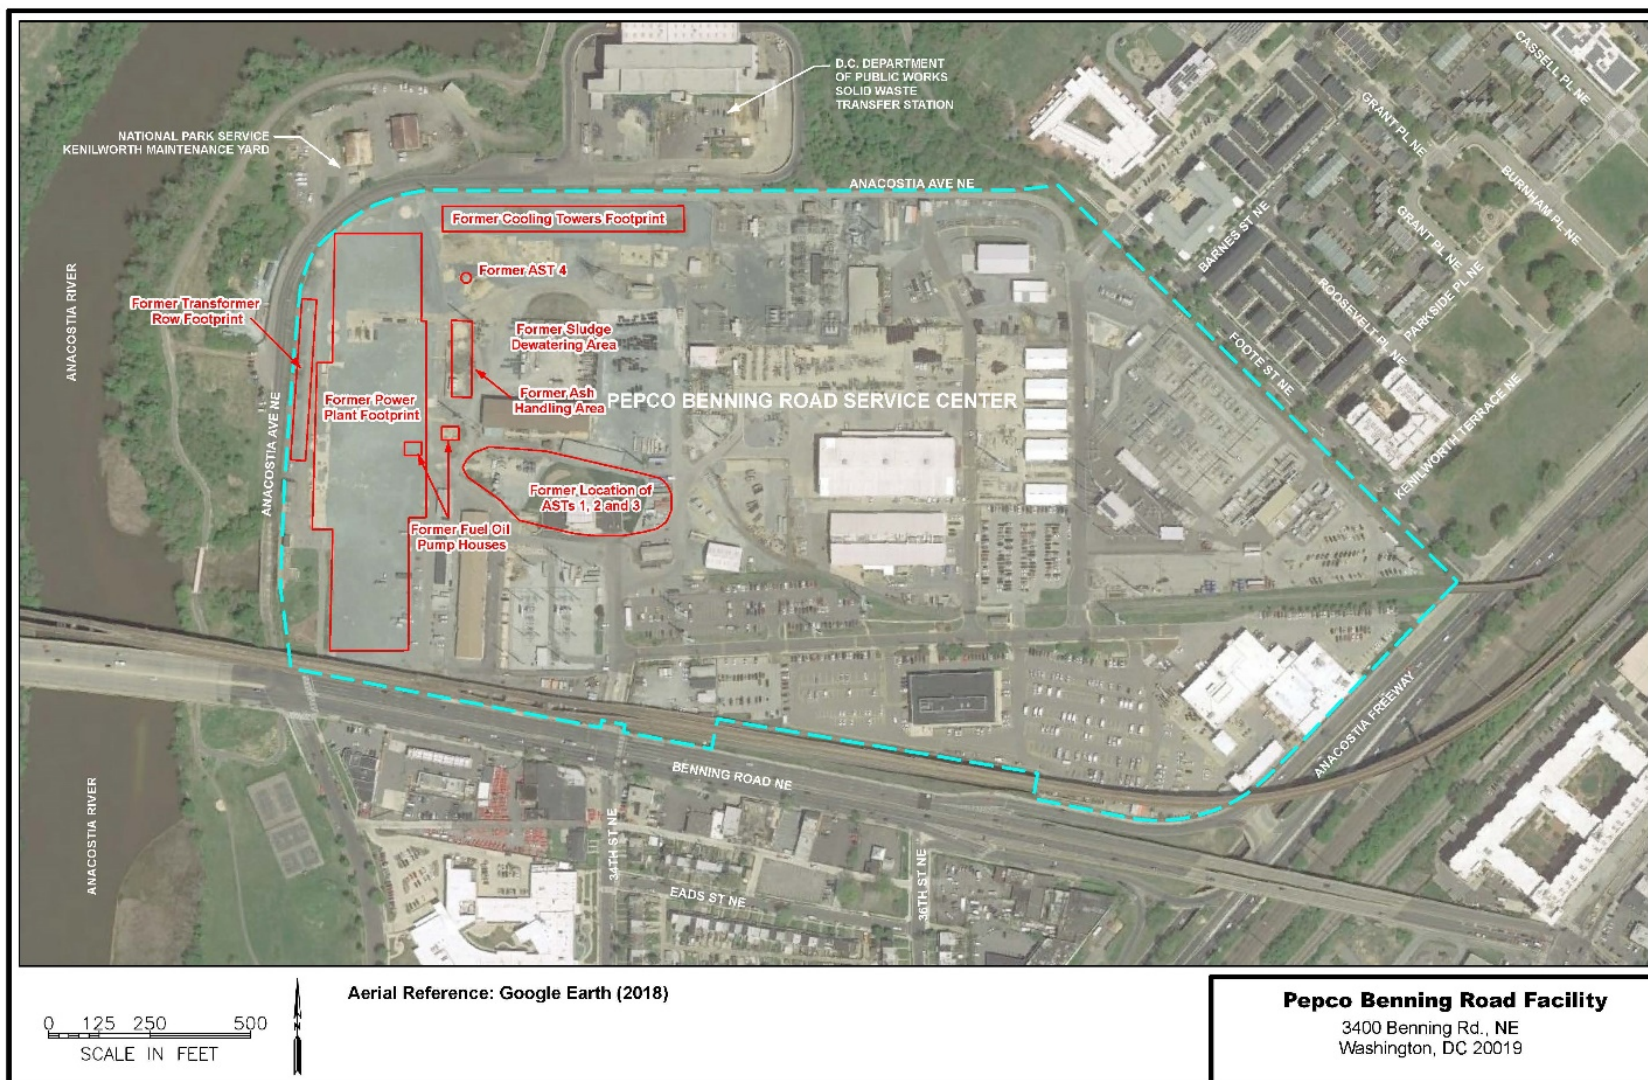 D.C. DEPARTMENT
OF PUBLIC WORKS
SOLID WASTE
TRANSFER STATION
CASSELL PL NE
NATIONAL PARK SERVICE
KENILWORTH MAINTENANCE YARD
GRANT PL NE
BURNHAM PL NE
ANACOSTIA AVE NE
BARNES ST NE
GRANT PL NE
Former Cooling Towers Footprint
Former AST 4
ANACOSTIA RIVER
Former Transformer
Row Footprint
ROOSEVELT PL NE
PARKSIDE PL NE
Former Sludge
Dewatering Area
FOOTE ST NE
Former Power
Plant Footprint
Former Ash
Handling Area
PEPCO BENNING ROAD SERVICE CENTER
ANACOSTIA AVE NE
KENILWORTH TERRACE NE
Former Location of
ASTs 1, 2 and 3
Former Fuel Oil
Pump Houses
ANACOSTIA FREEWAY
BENNING ROAD NE
ANACOSTIA RIVER
34TH ST NE
EADS ST NE
36TH ST NE
Aerial Reference: Google Earth (2018)
0 125 250 500
SCALE IN FEET
N
Pepco Benning Road Facility
3400 Benning Rd., NE
Washington, DC 20019